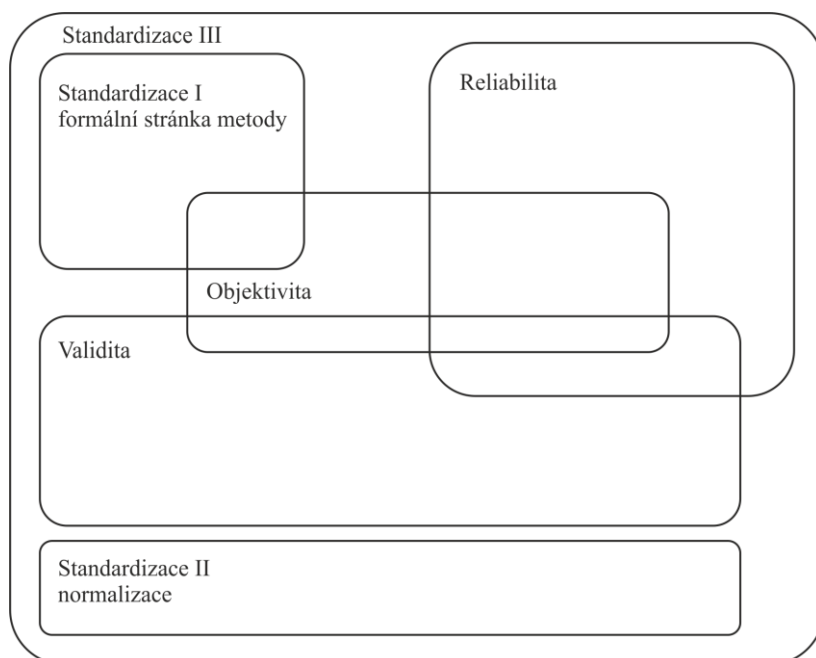 Standardizace III
Standardizace I
formální stránka metody
Reliabilita
Objektivita
Validita
Standardizace II
normalizace